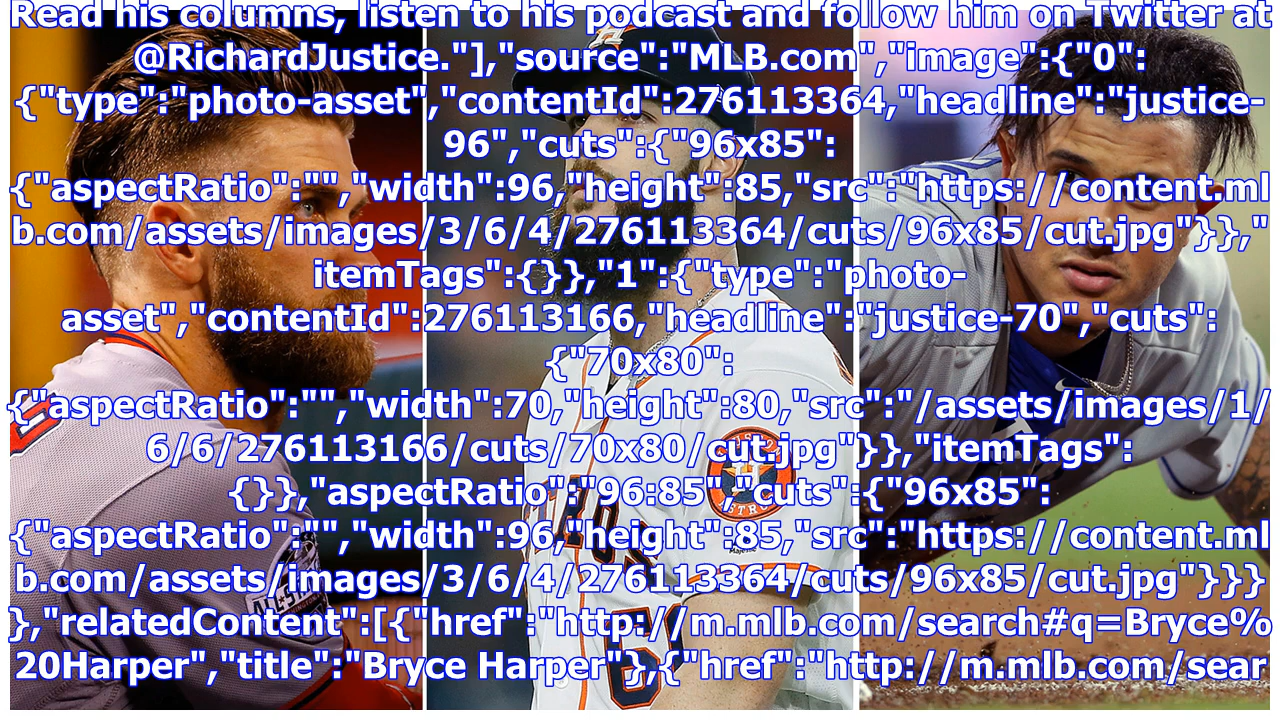 Read his columns, listen to his podcast and follow him on Twitter at
@RichardJustice."],"source":"MLB.com","image":{"0":
{"type":"photo-asset","contentId":276113364,"headline":"justice-
96","cuts":{"96x85":
{"aspectRatio":"","width":96,"height":85,"src":"https://content.ml
b.com/assets/images/3/6/4/276113364/cuts/96x85/cut.jpg"}},"
itemTags":{}},"1":{"type":"photo-
asset","contentId":276113166,"headline":"justice-70","cuts":
{"70x80":
{"aspectRatio":"","width":70,"height":80,"src":"/assets/images/1/
6/6/276113166/cuts/70x80/cut.jpg"}},"itemTags":
{}},"aspectRatio":"96:85","cuts":{"96x85":
{"aspectRatio":"","width":96,"height":85,"src":"https://content.ml
b.com/assets/images/3/6/4/276113364/cuts/96x85/cut.jpg"}}}
},"relatedContent":[{"href":"http://m.mlb.com/search#q=Bryce%
20Harper","title":"Bryce Harper"},{"href":"http://m.mlb.com/sear